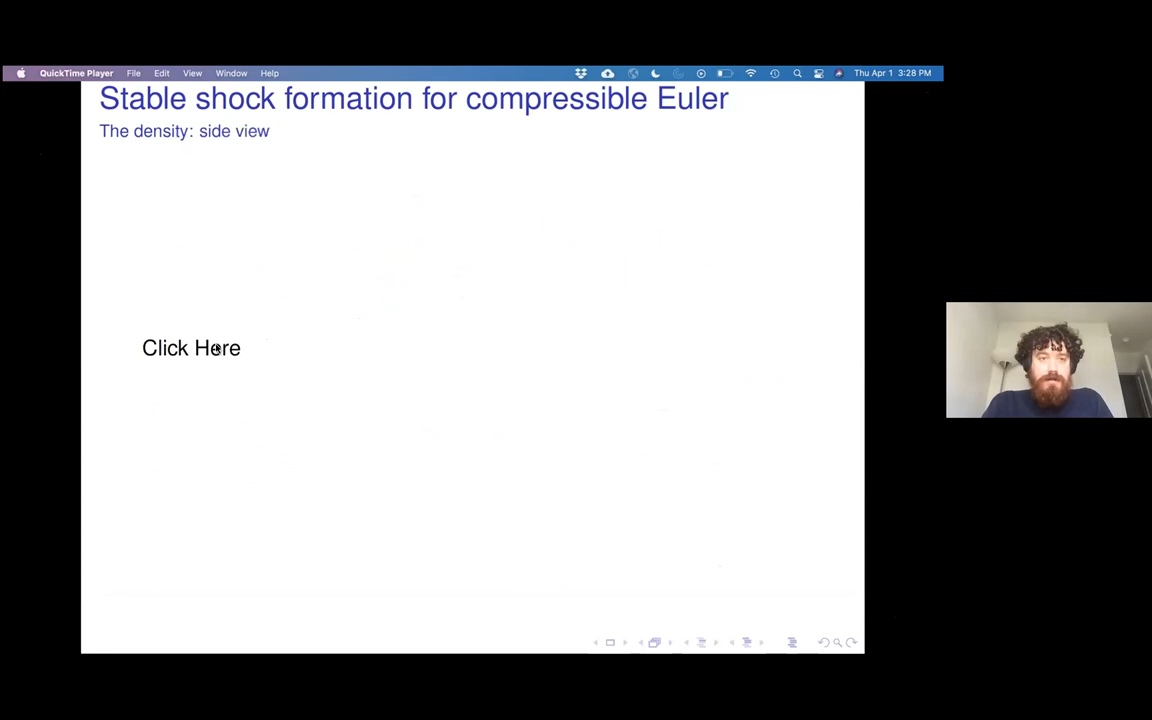 QuickTime Player File Edit View Window Help Thu Apr 1 3:28 PM
Stable shock formation for compressible Euler
The density: side view
Click Here